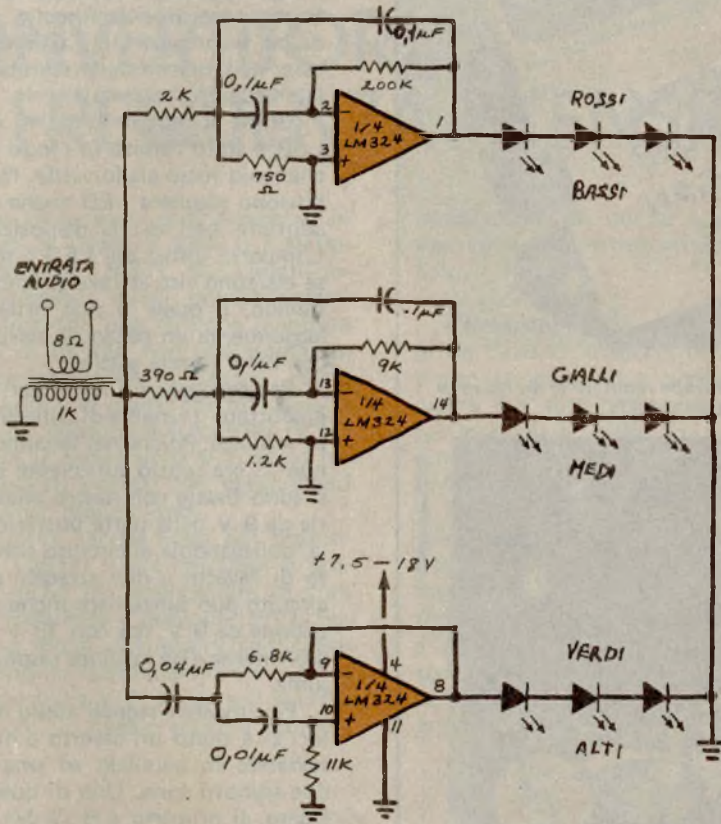 0,1µF
0,1µF
2K
200K
2
1/4
LM324
1
3
750
Ω
ROSSI
BASSI
ENTRATA
AUDIO
8Ω
1K
.1µF
390Ω
0,1µF
9K
13
1/4
LM324
14
12
1.2K
GIALLI
MEDI
+7.5-18V
0,04µF
6.8K
9
4
1/4
LM324
8
10
11
0,01µF
11K
VERDI
ALTI